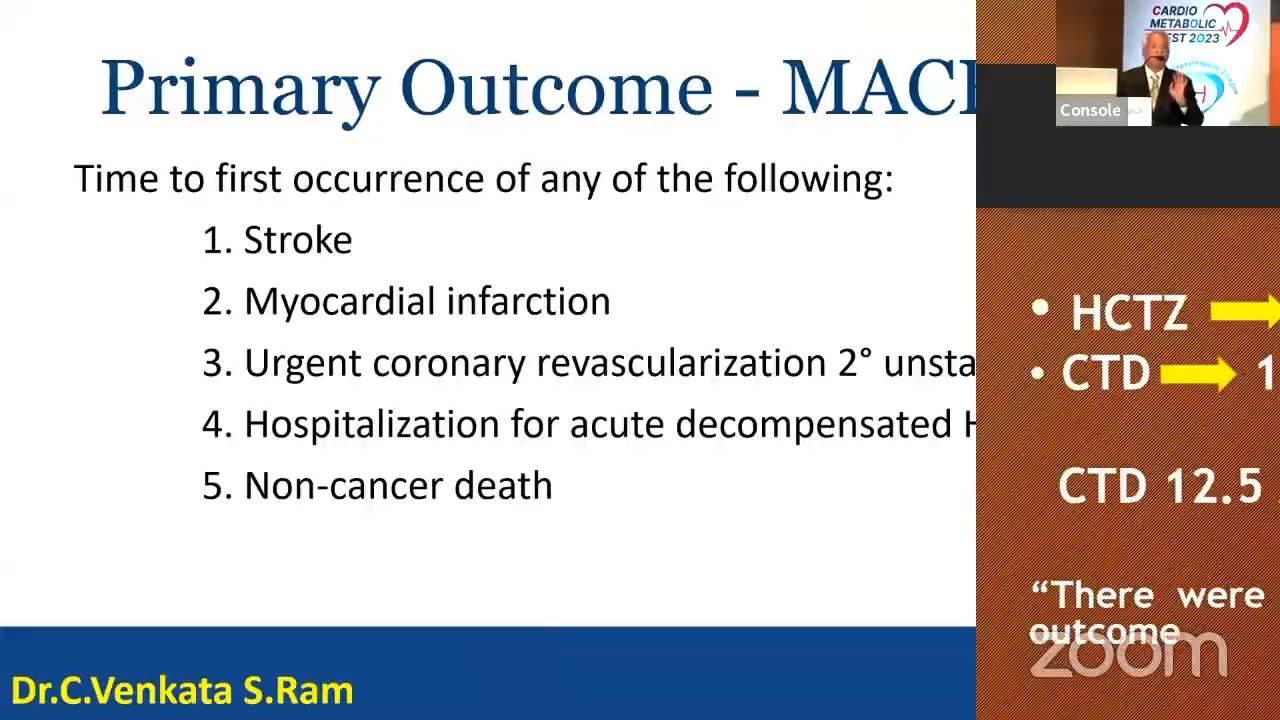 Primary Outcome - MACE
Time to first occurrence of any of the following:
1. Stroke
2. Myocardial infarction
3. Urgent coronary revascularization 2° unsta
4. Hospitalization for acute decompensated H
5. Non-cancer death
Dr.C.Venkata S.Ram
CARDIO
METABOLIC
EST 2023
Console
• HCTZ
• CTD 1
CTD 12.5
“There were
outcome
zoom